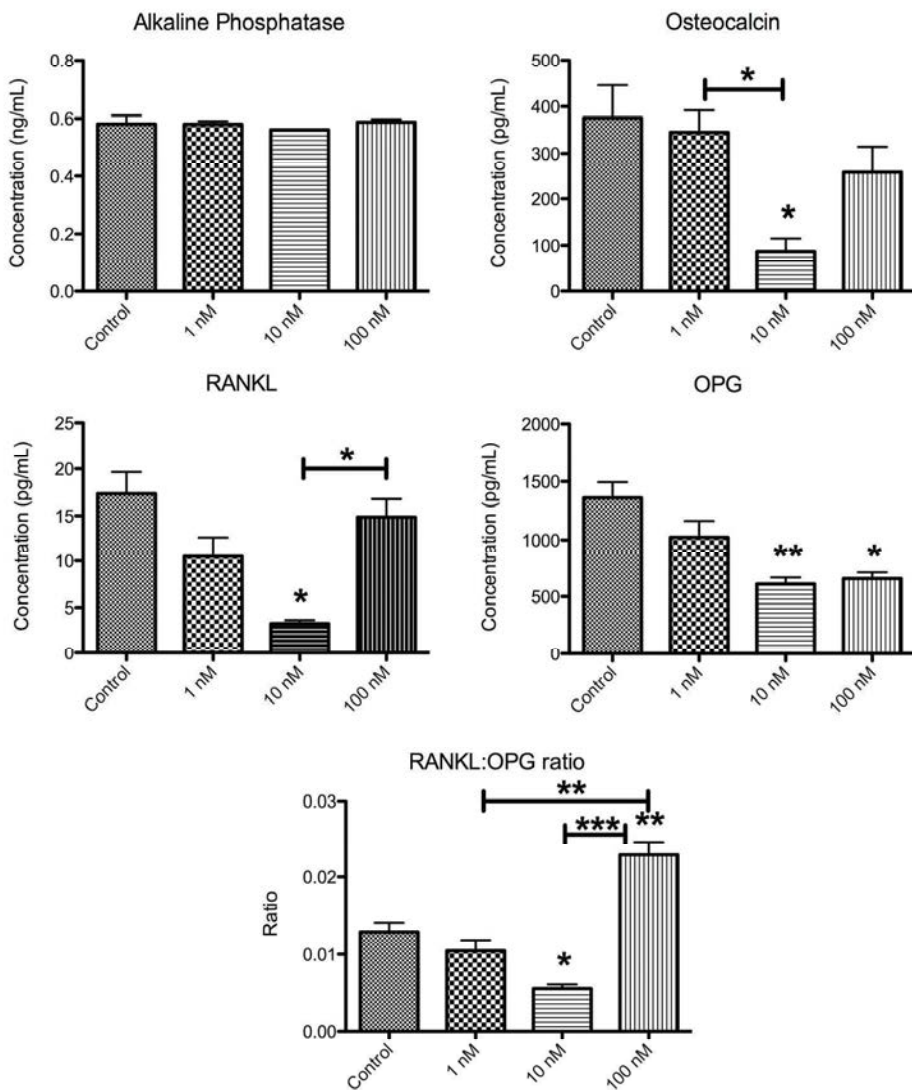 Alkaline Phosphatase
Concentration (ng/mL)
0.8
0.6
0.4
0.2
0.0
Control
1 nM
10 nM
100 nM
Osteocalcin
Concentration (pg/mL)
500
400
300
200
100
0
*
*
Control
1 nM
10 nM
100 nM
RANKL
Concentration (pg/mL)
25
20
15
10
5
0
*
*
Control
1 nM
10 nM
100 nM
OPG
Concentration (pg/mL)
2000
1500
1000
500
0
**
*
Control
1 nM
10 nM
100 nM
RANKL:OPG ratio
Ratio
0.03
0.02
0.01
0.00
**
*** **
*
Control
1 nM
10 nM
100 nM